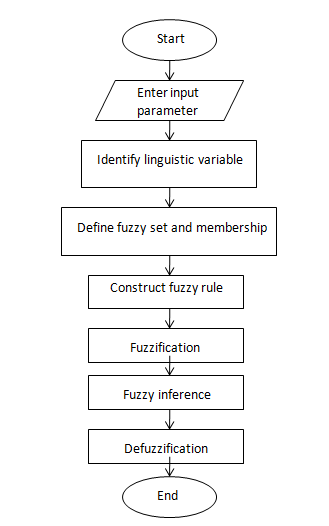 Start
Enter input
parameter
Identify linguistic variable
Define fuzzy set and membership
Construct fuzzy rule
Fuzzification
Fuzzy inference
Defuzzification
End